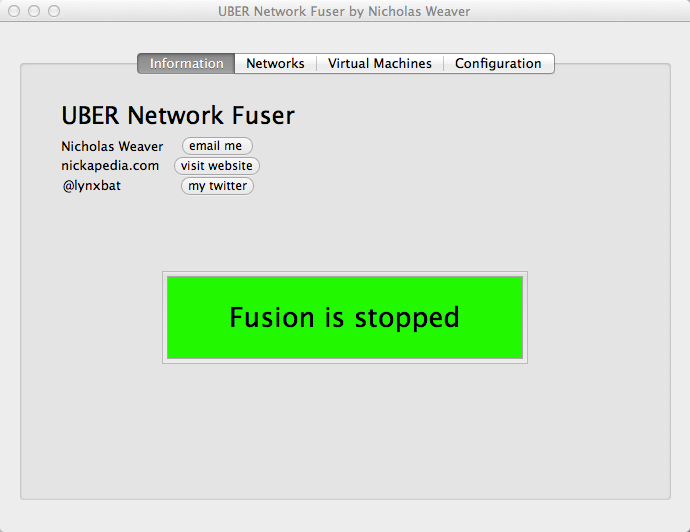 UBER Network Fuser by Nicholas Weaver
Information Networks Virtual Machines Configuration
UBER Network Fuser
Nicholas Weaver email me
nickapedia.com visit website
@lynxbat my twitter
Fusion is stopped